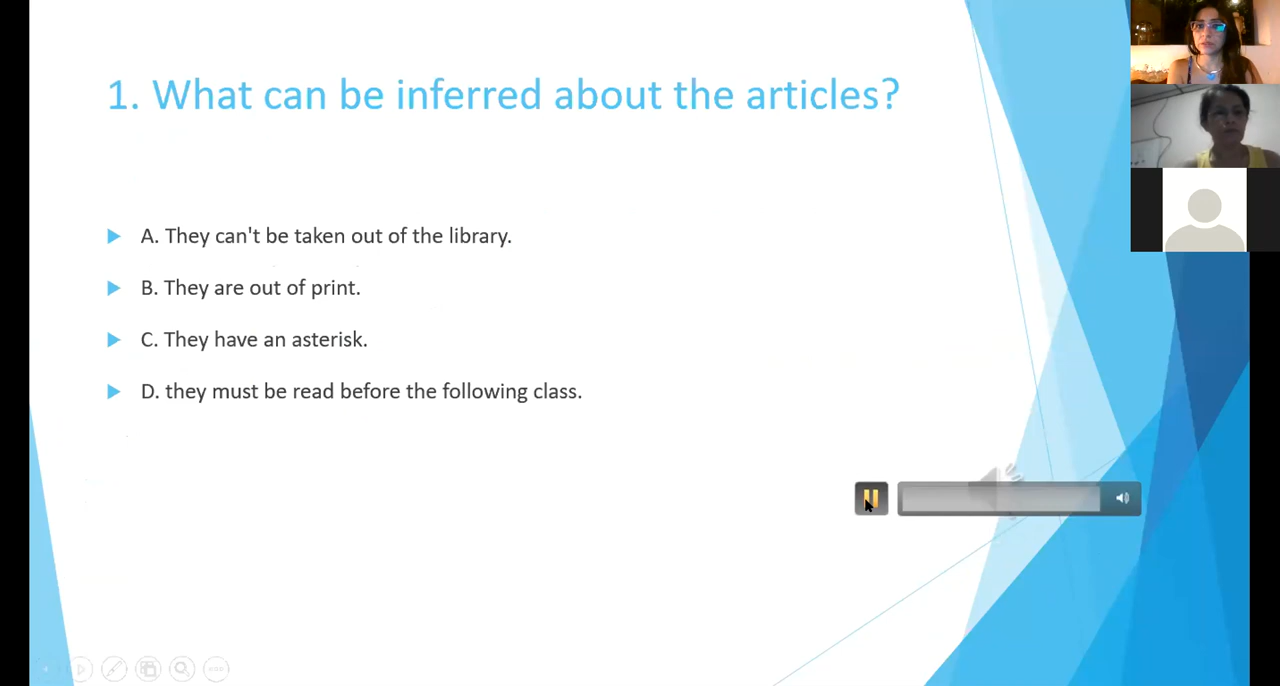 1. What can be inferred about the articles?
A. They can't be taken out of the library.
B. They are out of print.
C. They have an asterisk.
D. they must be read before the following class.